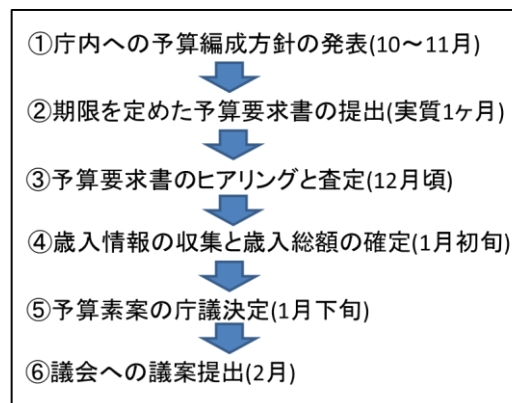 ①庁内への予算編成方針の発表(10～11月)
②期限を定めた予算要求書の提出(実質1ヶ月)
③予算要求書のヒアリングと査定(12月頃)
④歳入情報の収集と歳入総額の確定(1月初旬)
⑤予算素案の庁議決定(1月下旬)
⑥議会への議案提出(2月)